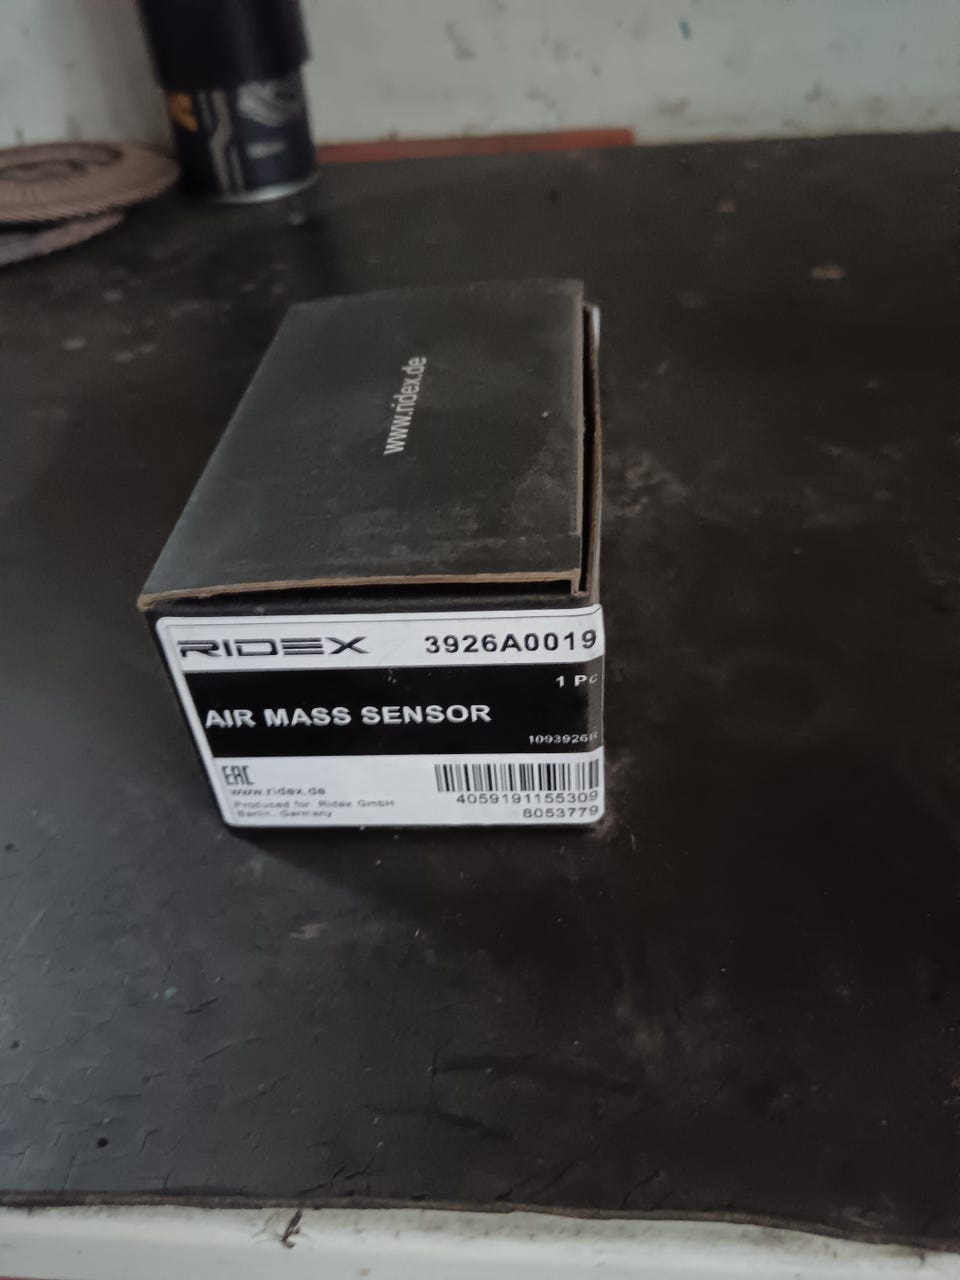 www.ridex.de
RIDEX 3926A0019
1 Pc
AIR MASS SENSOR
EAC
www.ridex.de
Produced for Ridex GmbH
Berlin, Germany
4059191155309
8053779